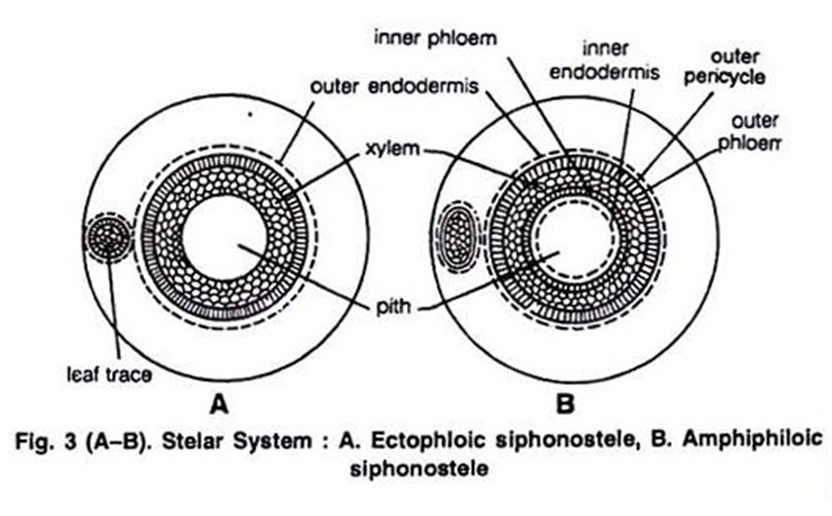 inner phloem
inner
endodermis
outer
pericycle
outer endodermis
outer
phloem
xylem
pith
leaf trace
A
B
Fig. 3 (A–B). Stelar System : A. Ectophloic siphonostele, B. Amphiphiloic
siphonostele